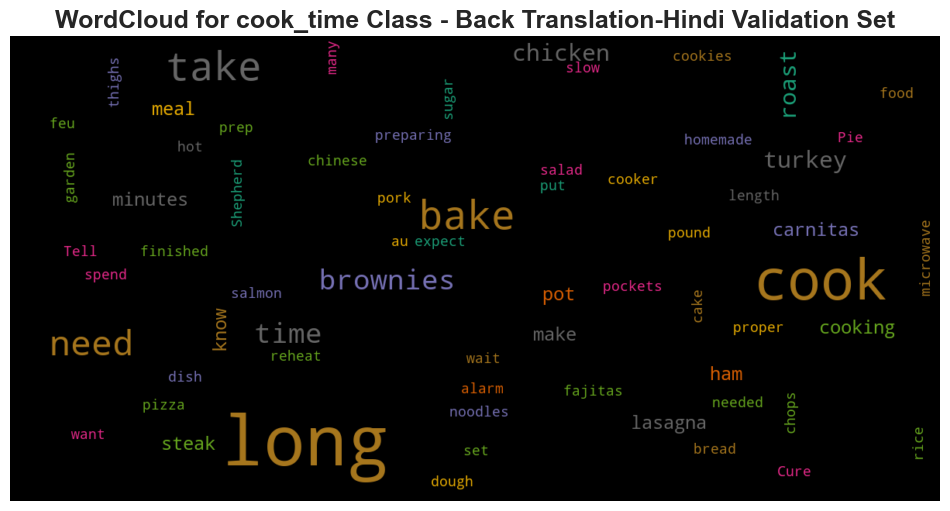 WordCloud for cook_time Class - Back Translation-Hindi Validation Set
take
many
chicken
slow
cookies
roast
food
thighs
meal
sugar
feu
prep
preparing
homemade
Pie
hot
garden
chinese
salad
turkey
Shepherd
put
cooker
minutes
pork
length
bake
pound
carnitas
microwave
Tell
finished
au
expect
spend
brownies
cook
salmon
pot
pockets
cake
need
know
time
make
proper
cooking
reheat
wait
dish
alarm
fajitas
ham
pizza
noodles
needed
chops
want
steak
long
set
lasagna
bread
rice
dough
Cure